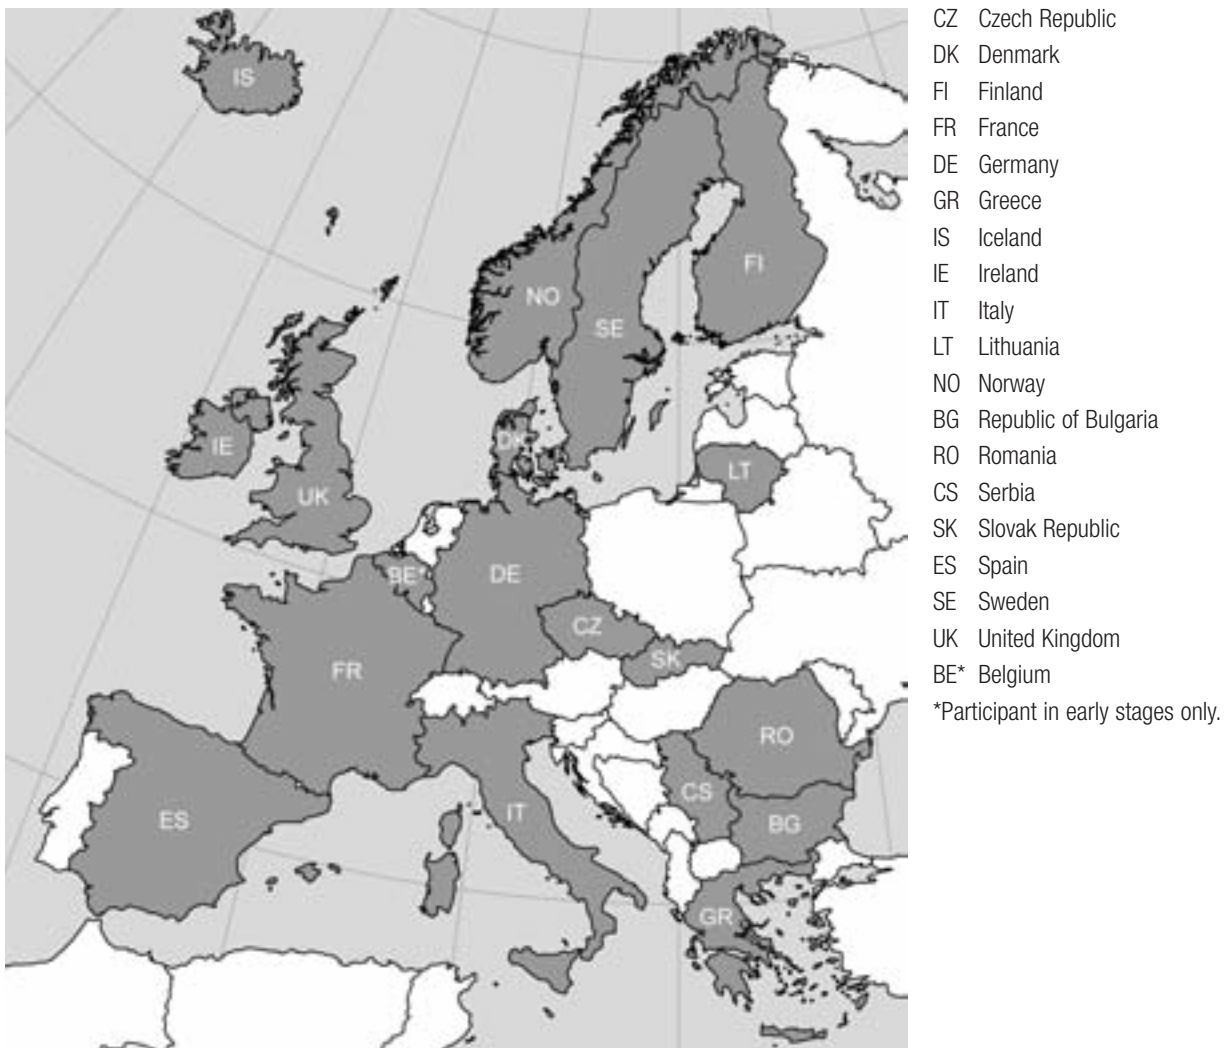 IS
FI
NO
SE
DK
IE
LT
UK
BE*
DE
CZ
SK
FR
RO
CS
IT
ES
BG
GR
CZ Czech Republic
DK Denmark
FI Finland
FR France
DE Germany
GR Greece
IS Iceland
IE Ireland
IT Italy
LT Lithuania
NO Norway
BG Republic of Bulgaria
RO Romania
CS Serbia
SK Slovak Republic
ES Spain
SE Sweden
UK United Kingdom
BE* Belgium
*Participant in early stages only.